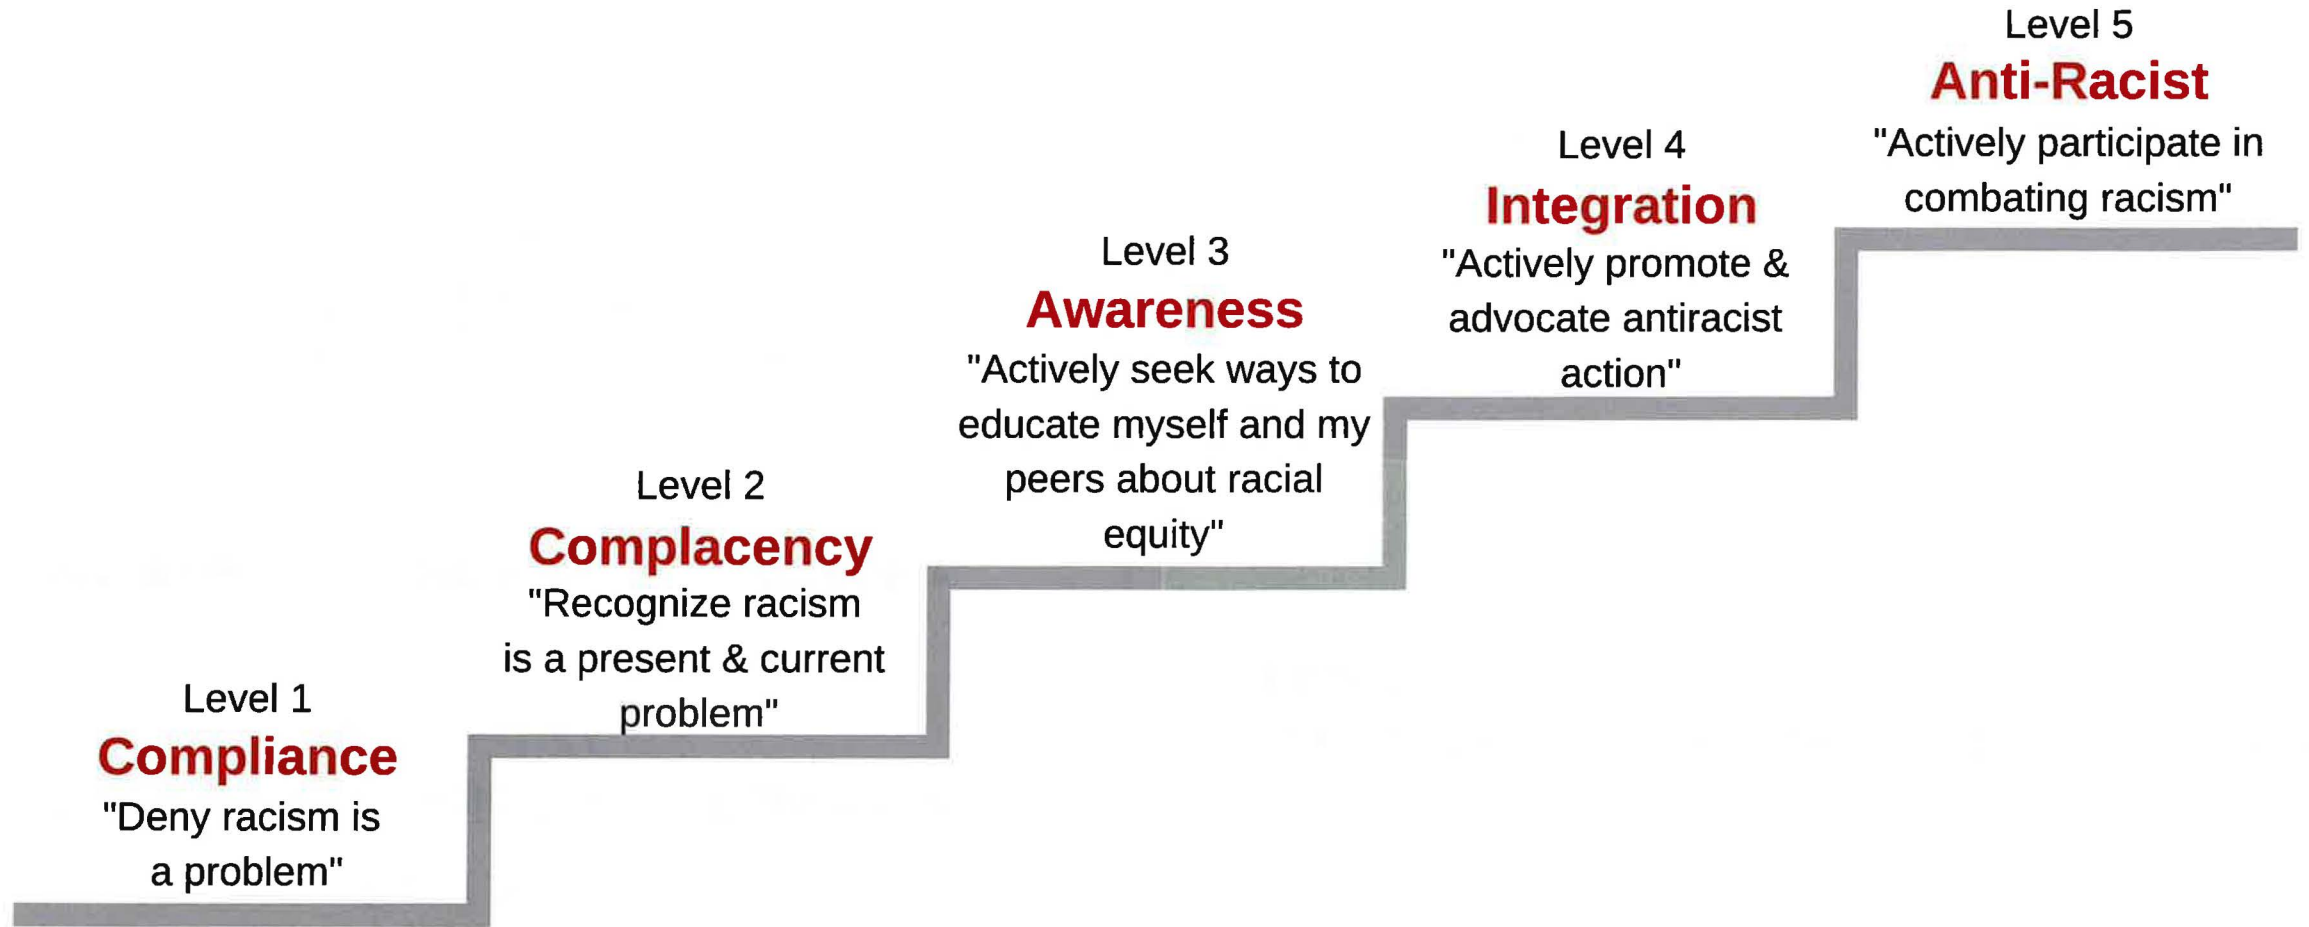 Level 1
Compliance
"Deny racism is
a problem"
Level 2
Complacency
"Recognize racism
is a present & current
problem"
Level 3
Awareness
"Actively seek ways to
educate myself and my
peers about racial
equity"
Level 4
Integration
"Actively promote &
advocate antiracist
action"
Level 5
Anti-Racist
"Actively participate in
combating racism"